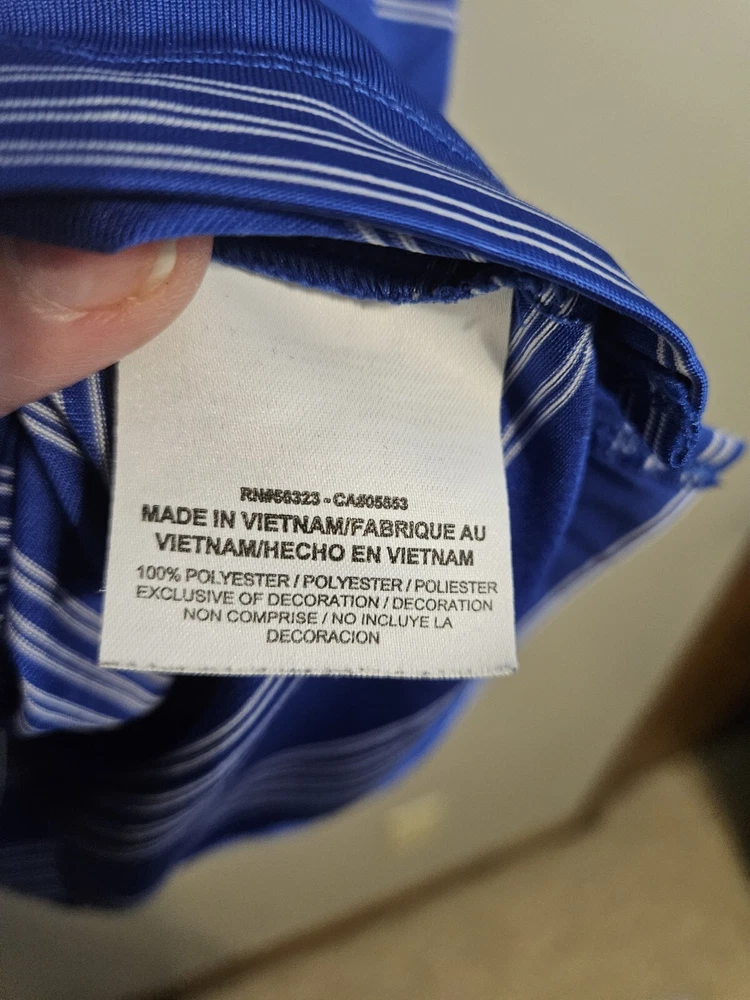 RN#56323 - CA#05553
MADE IN VIETNAM/FABRIQUE AU
VIETNAM/HECHO EN VIETNAM
100% POLYESTER / POLYESTER / POLIESTER
EXCLUSIVE OF DECORATION / DECORATION
NON COMPRISE / NO INCLUYE LA
DECORACION